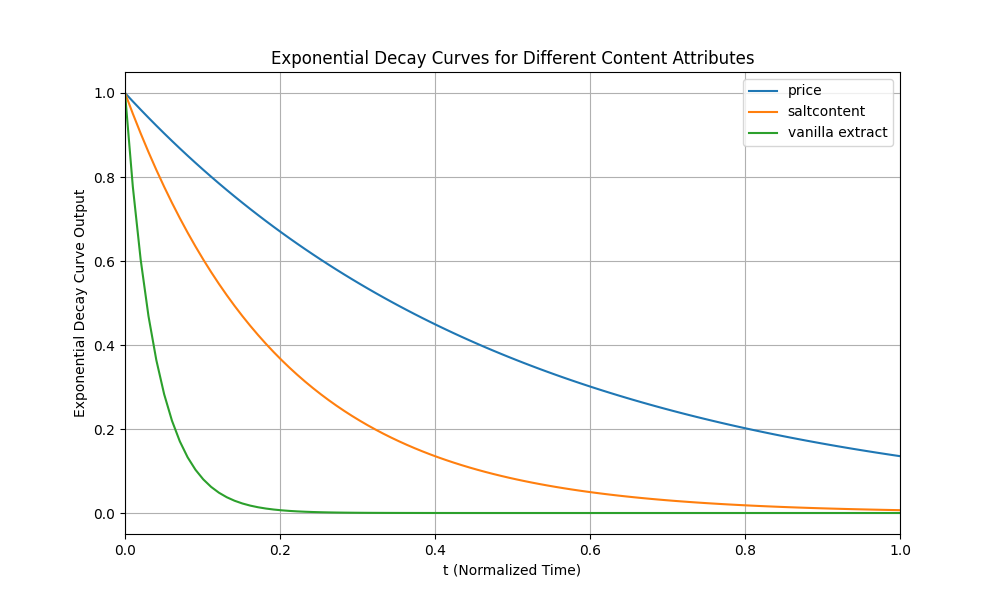 Exponential Decay Curves for Different Content Attributes
price
saltcontent
vanilla extract
Exponential Decay Curve Output
1.0
0.8
0.6
0.4
0.2
0.0
0.0 0.2 0.4 0.6 0.8 1.0
t (Normalized Time)